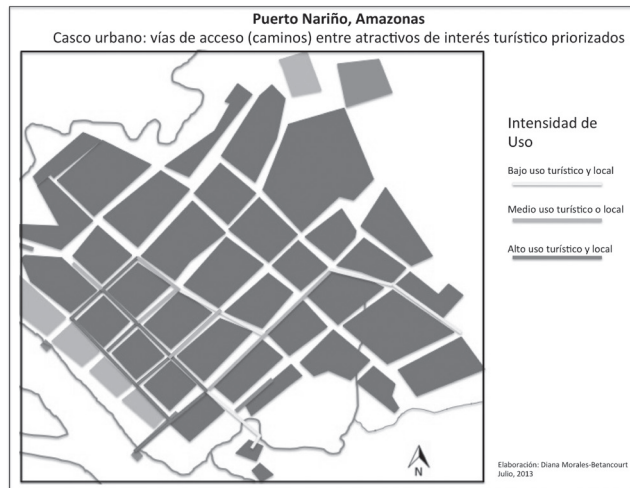 Puerto Nariño, Amazonas
Casco urbano: vías de acceso (caminos) entre atractivos de interés turístico priorizados
Intensidad de
Uso
Bajo uso turístico y local
Medio uso turístico o local
Alto uso turístico y local
N
Elaboración: Diana Morales-Betancourt
Julio, 2013